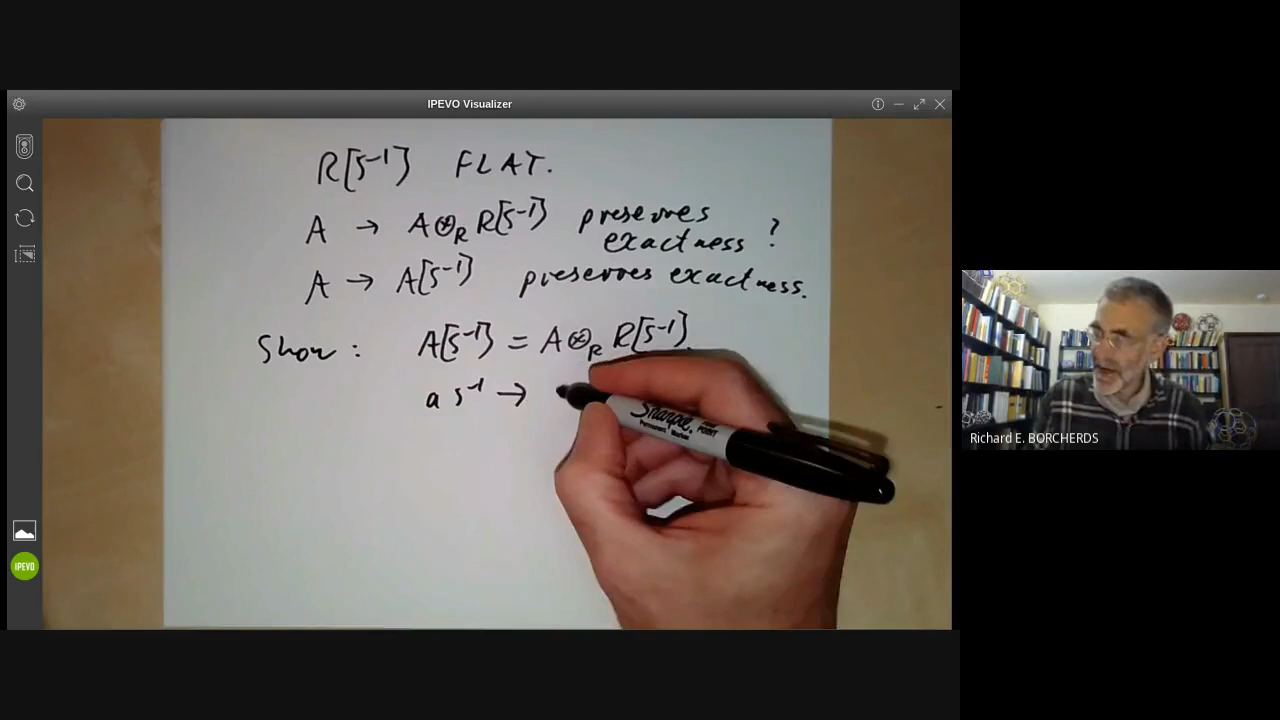 IPEVO Visualizer
R[S⁻¹] FLAT.
A → A⊗_R R[S⁻¹] preserves
exactness ?
A → A[S⁻¹] preserves exactness.
Show : A[S⁻¹] = A⊗_R R[S⁻¹].
a s⁻¹ →
Sharpie.
Richard E. BORCHERDS
IPEVO